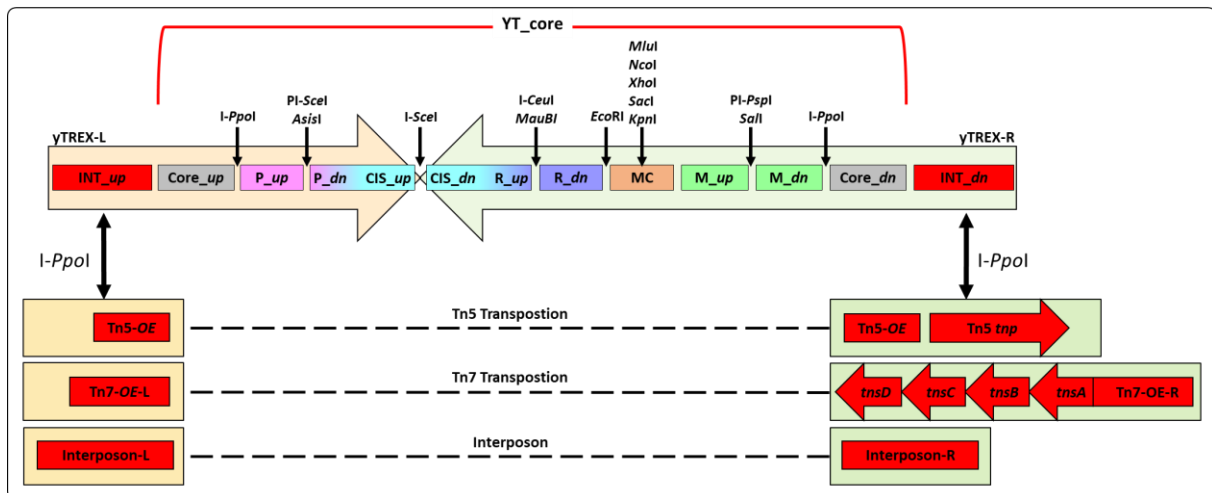 YT_core
MluI
NcoI
XhoI
SacI
KpnI
I-PpoI
PI-SceI
AsisI
I-SceI
I-CeuI
MauBI
EcoRI
PI-PspI
SalI
I-PpoI
yTREX-L
yTREX-R
INT_up
Core_up
P_up
P_dn
CIS_up
CIS_dn
R_up
R_dn
MC
M_up
M_dn
Core_dn
INT_dn
I-PpoI
I-PpoI
Tn5-OE
Tn5 Transpostion
Tn5-OE
Tn5 tnp
Tn7-OE-L
Tn7 Transpostion
tnsD
tnsC
tnsB
tnsA
Tn7-OE-R
Interposon-L
Interposon
Interposon-R